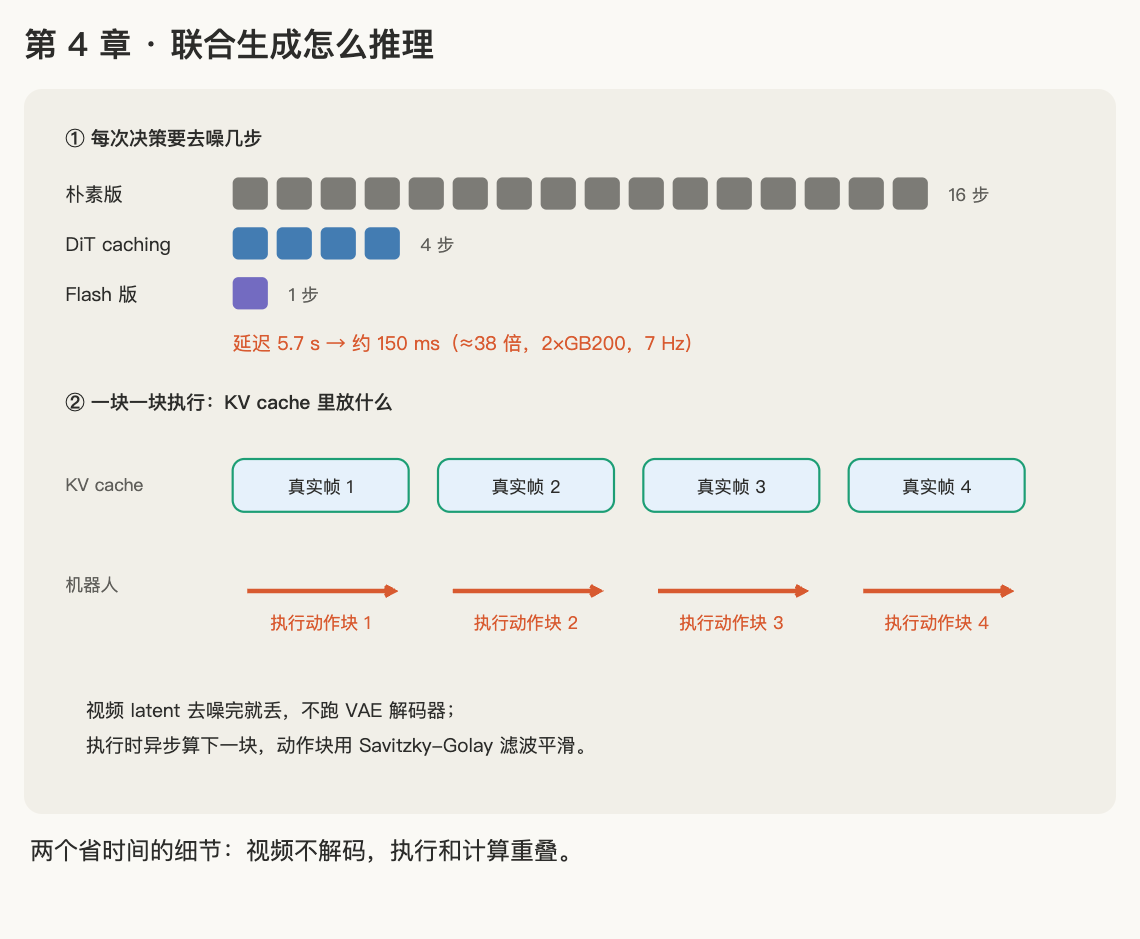 第 4 章 · 联合生成怎么推理
① 每次决策要去噪几步
朴素版 16 步
DiT caching 4 步
Flash 版 1 步
延迟 5.7 s → 约 150 ms（≈38 倍，2×GB200，7 Hz）
② 一块一块执行：KV cache 里放什么
KV cache 真实帧 1 真实帧 2 真实帧 3 真实帧 4
机器人
执行动作块 1 执行动作块 2 执行动作块 3 执行动作块 4
视频 latent 去噪完就丢，不跑 VAE 解码器；
执行时异步算下一块，动作块用 Savitzky–Golay 滤波平滑。
两个省时间的细节：视频不解码，执行和计算重叠。